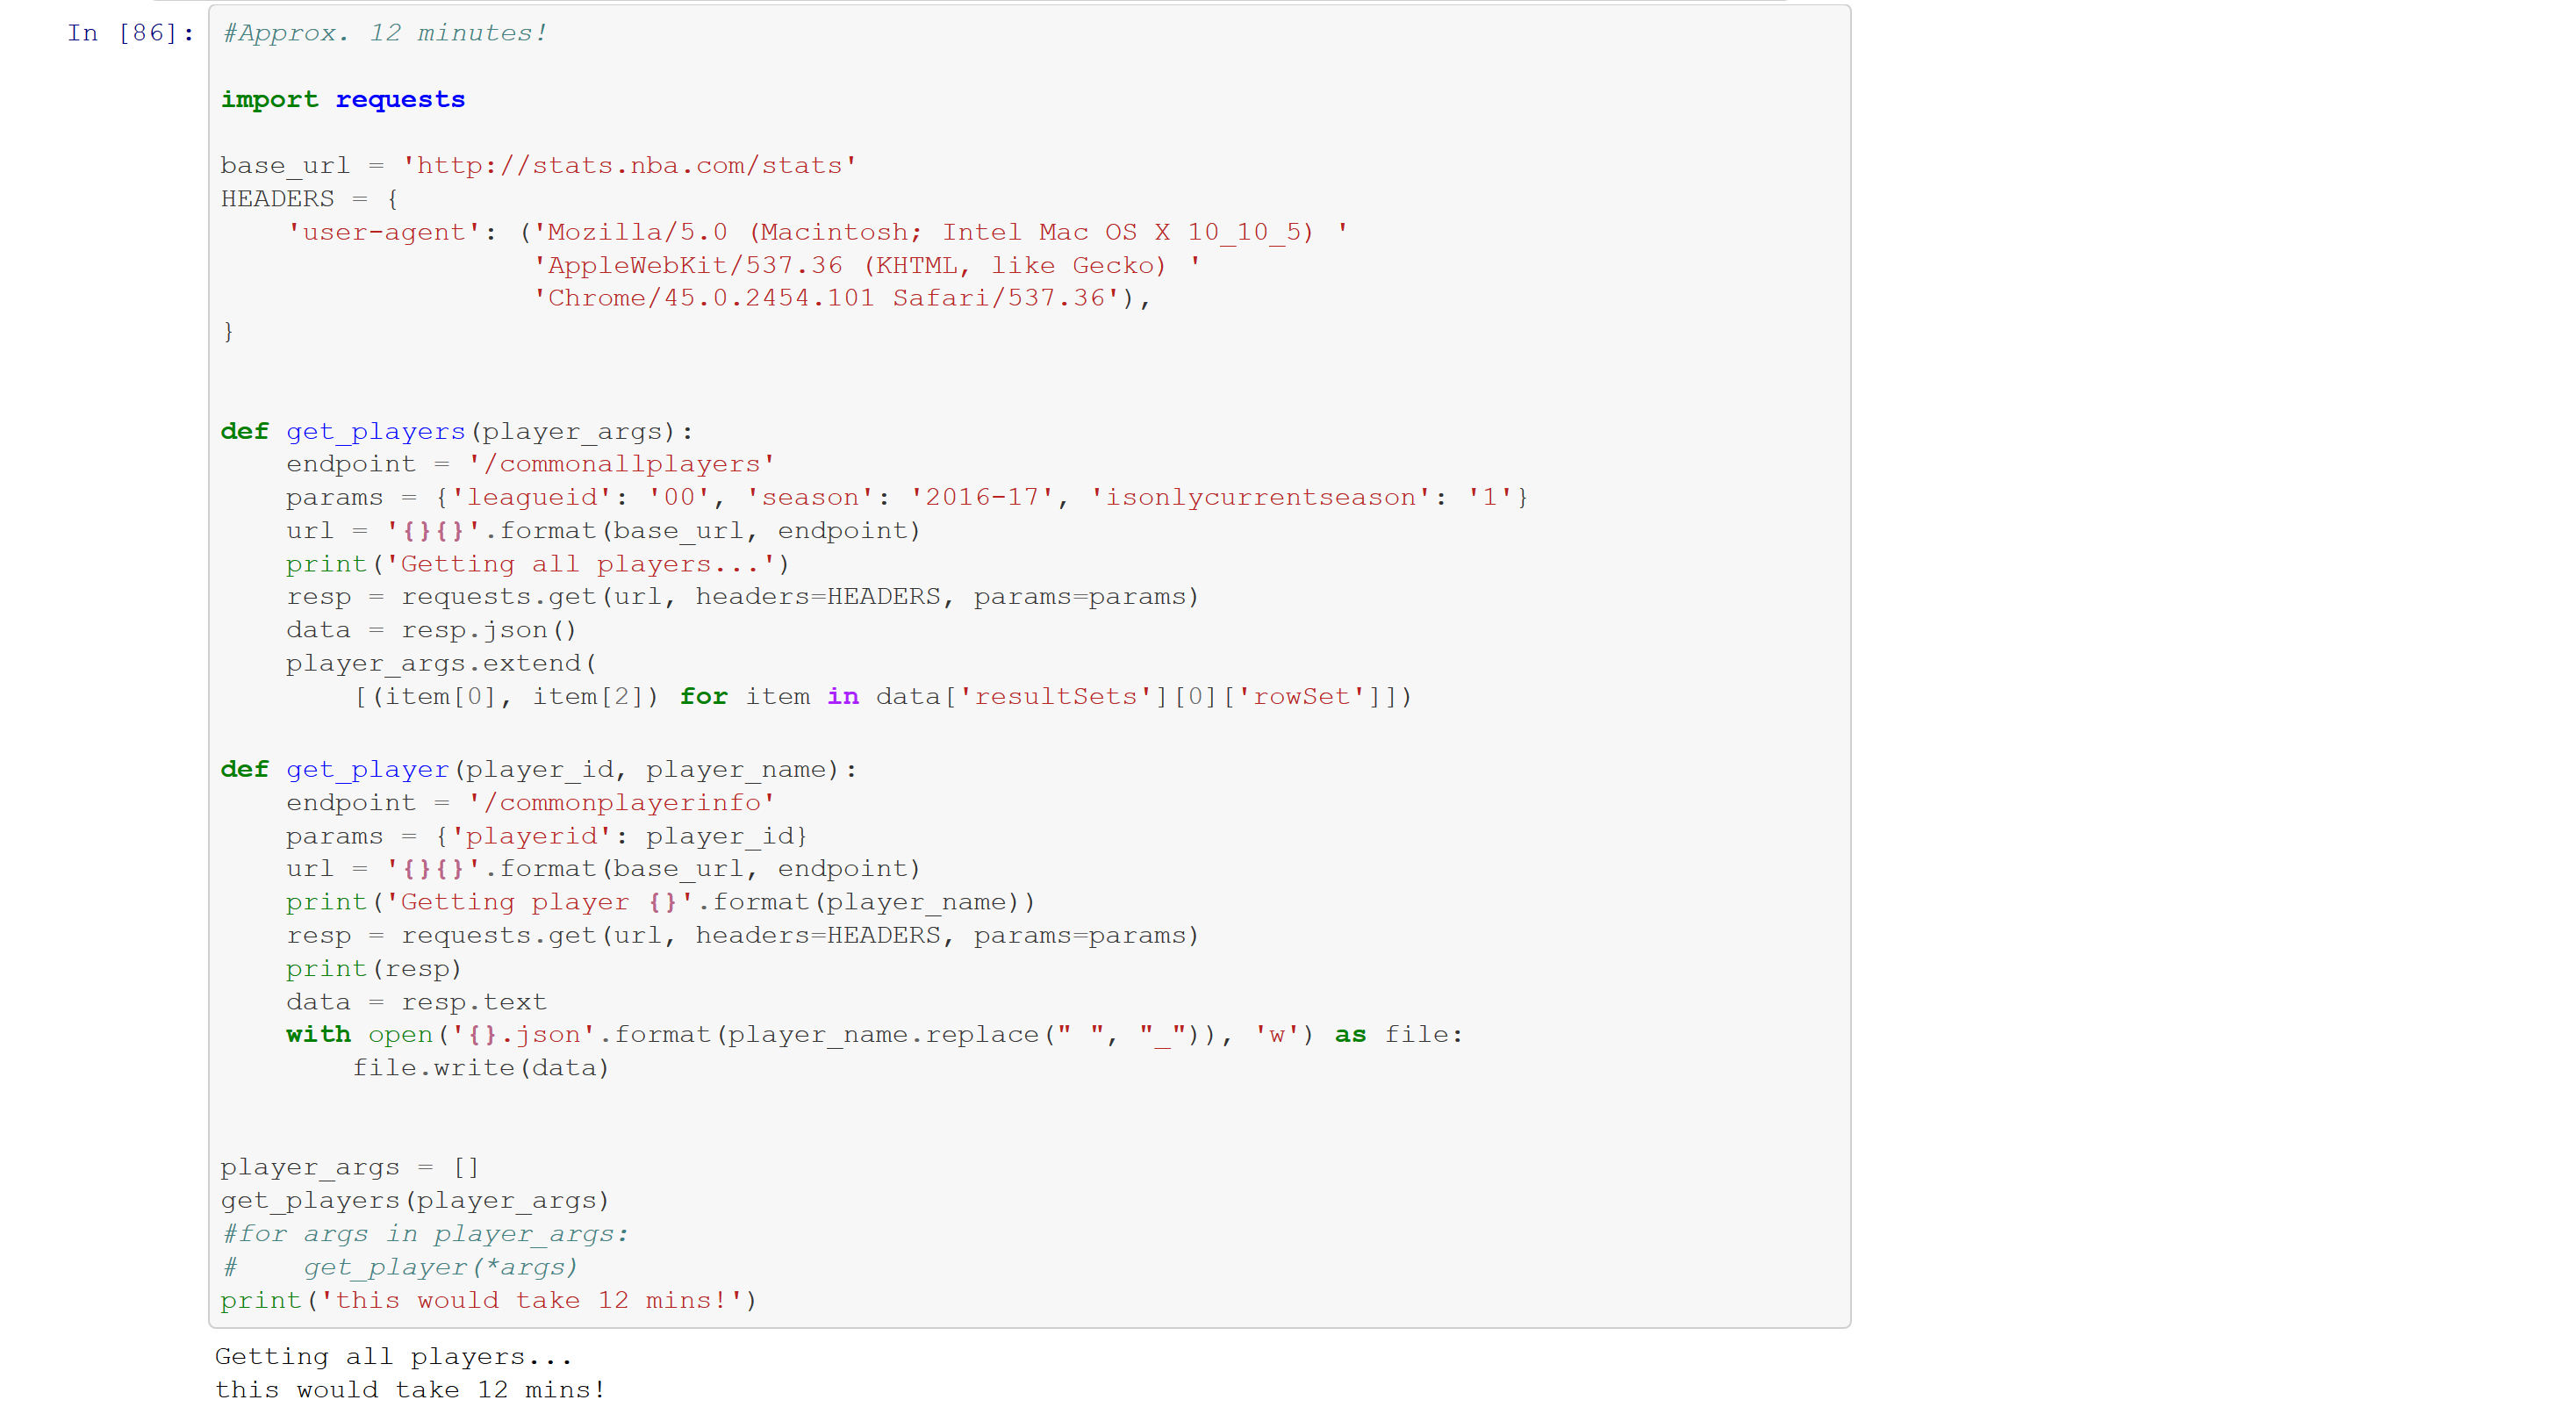 In [86]: #Approx. 12 minutes!
import requests
base_url = 'http://stats.nba.com/stats'
HEADERS = {
    'user-agent': ('Mozilla/5.0 (Macintosh; Intel Mac OS X 10_10_5) '
                   'AppleWebKit/537.36 (KHTML, like Gecko) '
                   'Chrome/45.0.2454.101 Safari/537.36'),
}
def get_players(player_args):
    endpoint = '/commonallplayers'
    params = {'leagueid': '00', 'season': '2016-17', 'isonlycurrentseason': '1'}
    url = '{}{}'.format(base_url, endpoint)
    print('Getting all players...')
    resp = requests.get(url, headers=HEADERS, params=params)
    data = resp.json()
    player_args.extend(
        [(item[0], item[2]) for item in data['resultSets'][0]['rowSet']])
def get_player(player_id, player_name):
    endpoint = '/commonplayerinfo'
    params = {'playerid': player_id}
    url = '{}{}'.format(base_url, endpoint)
    print('Getting player {}'.format(player_name))
    resp = requests.get(url, headers=HEADERS, params=params)
    print(resp)
    data = resp.text
    with open('{}.json'.format(player_name.replace(" ", "_")), 'w') as file:
        file.write(data)
player_args = []
get_players(player_args)
#for args in player_args:
#    get_player(*args)
print('this would take 12 mins!')
Getting all players...
this would take 12 mins!